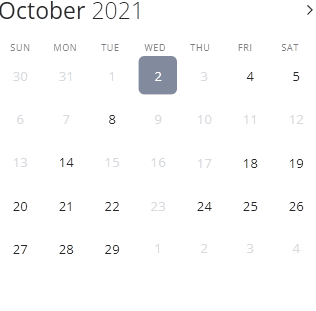 October 2021
SUN MON TUE WED THU FRI SAT
30 31 1 2 3 4 5
6 7 8 9 10 11 12
13 14 15 16 17 18 19
20 21 22 23 24 25 26
27 28 29 1 2 3 4